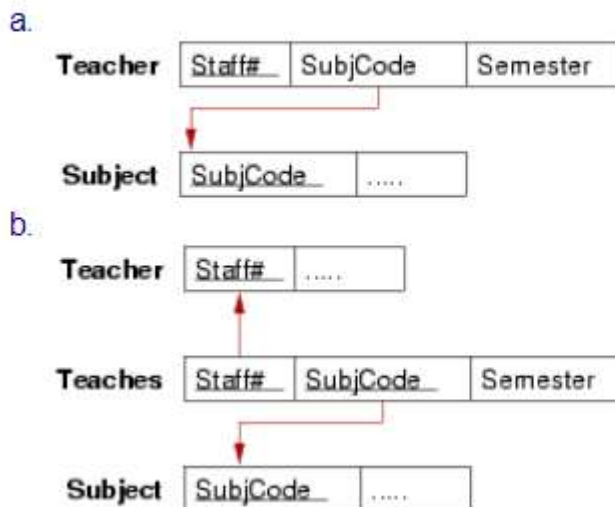 a.
Teacher Staff# SubjCode Semester
Subject SubjCode .....
b.
Teacher Staff# .....
Teaches Staff# SubjCode Semester
Subject SubjCode .....